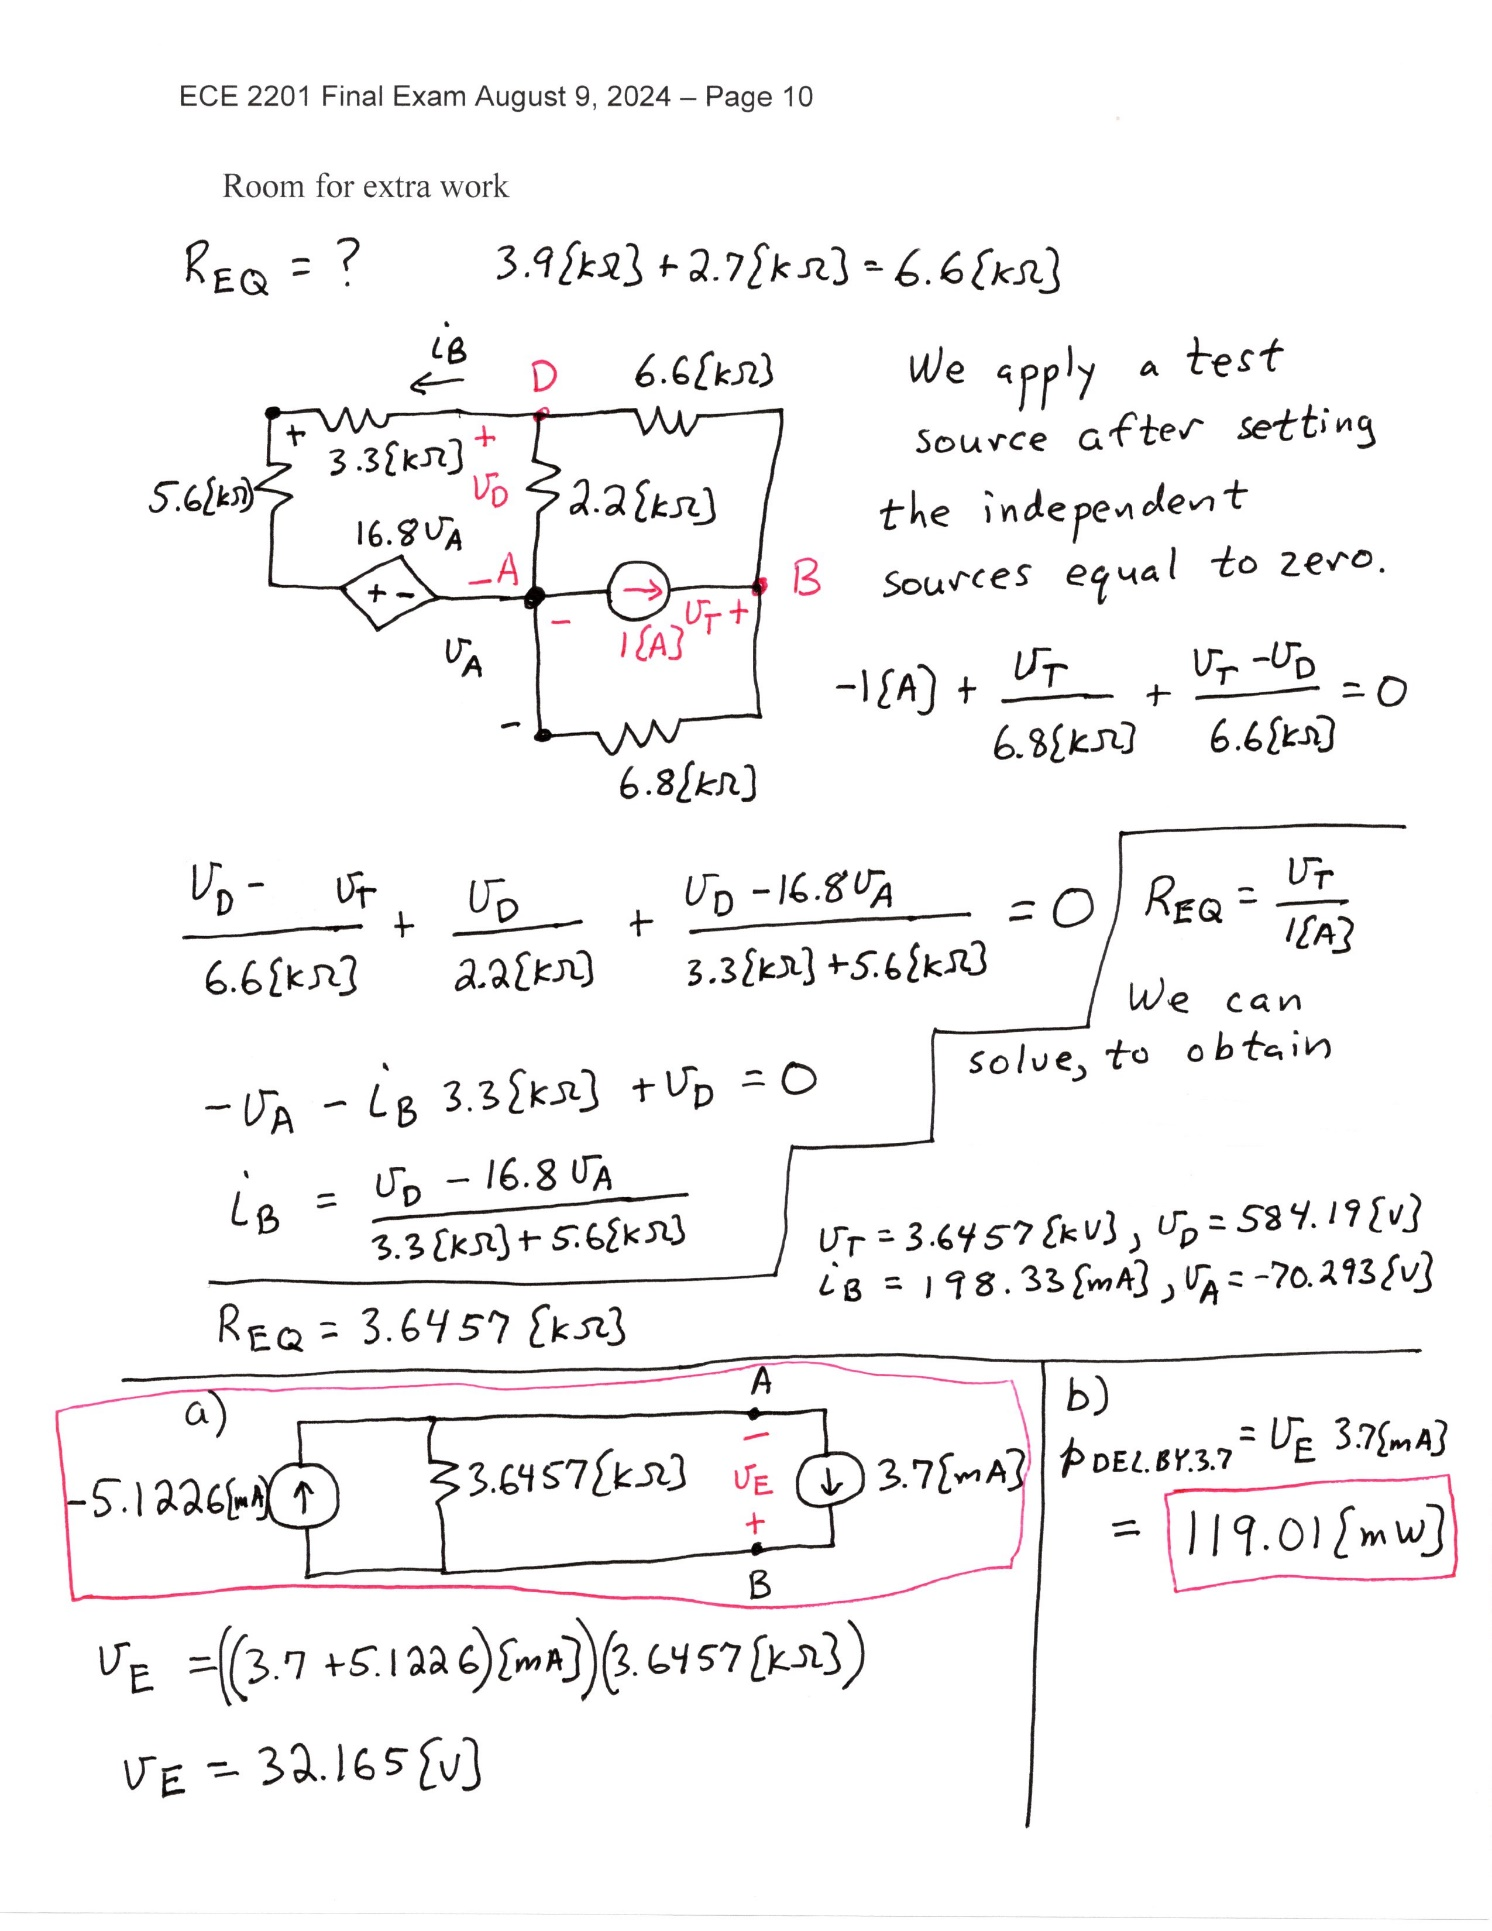 ECE 2201 Final Exam August 9, 2024 – Page 10
Room for extra work
R_EQ = ? 3.9{kΩ} + 2.7{kΩ} = 6.6{kΩ}
i_B
D 6.6{kΩ}
+ 3.3{kΩ} +
5.6{kΩ} v_D 2.2{kΩ}
16.8 v_A
+ - - A B
- 1{A} v_T +
v_A
-
6.8{kΩ}
We apply a test
source after setting
the independent
sources equal to zero.
-1{A} + v_T / 6.8{kΩ} + (v_T - v_D) / 6.6{kΩ} = 0
(v_D - v_T) / 6.6{kΩ} + v_D / 2.2{kΩ} + (v_D - 16.8 v_A) / (3.3{kΩ} + 5.6{kΩ}) = 0
R_EQ = v_T / 1{A}
We can
solve, to obtain
-v_A - i_B 3.3{kΩ} + v_D = 0
i_B = (v_D - 16.8 v_A) / (3.3{kΩ} + 5.6{kΩ})
v_T = 3.6457{kV}, v_D = 584.19{V}
i_B = 198.33{mA}, v_A = -70.293{V}
R_EQ = 3.6457{kΩ}
a) A
-
-5.1226{mA} 3.6457{kΩ} v_E 3.7{mA}
+
B
b)
p_DEL.BY.3.7 = v_E 3.7{mA}
= 119.01{mW}
v_E = ((3.7 + 5.1226){mA})(3.6457{kΩ})
v_E = 32.165{V}